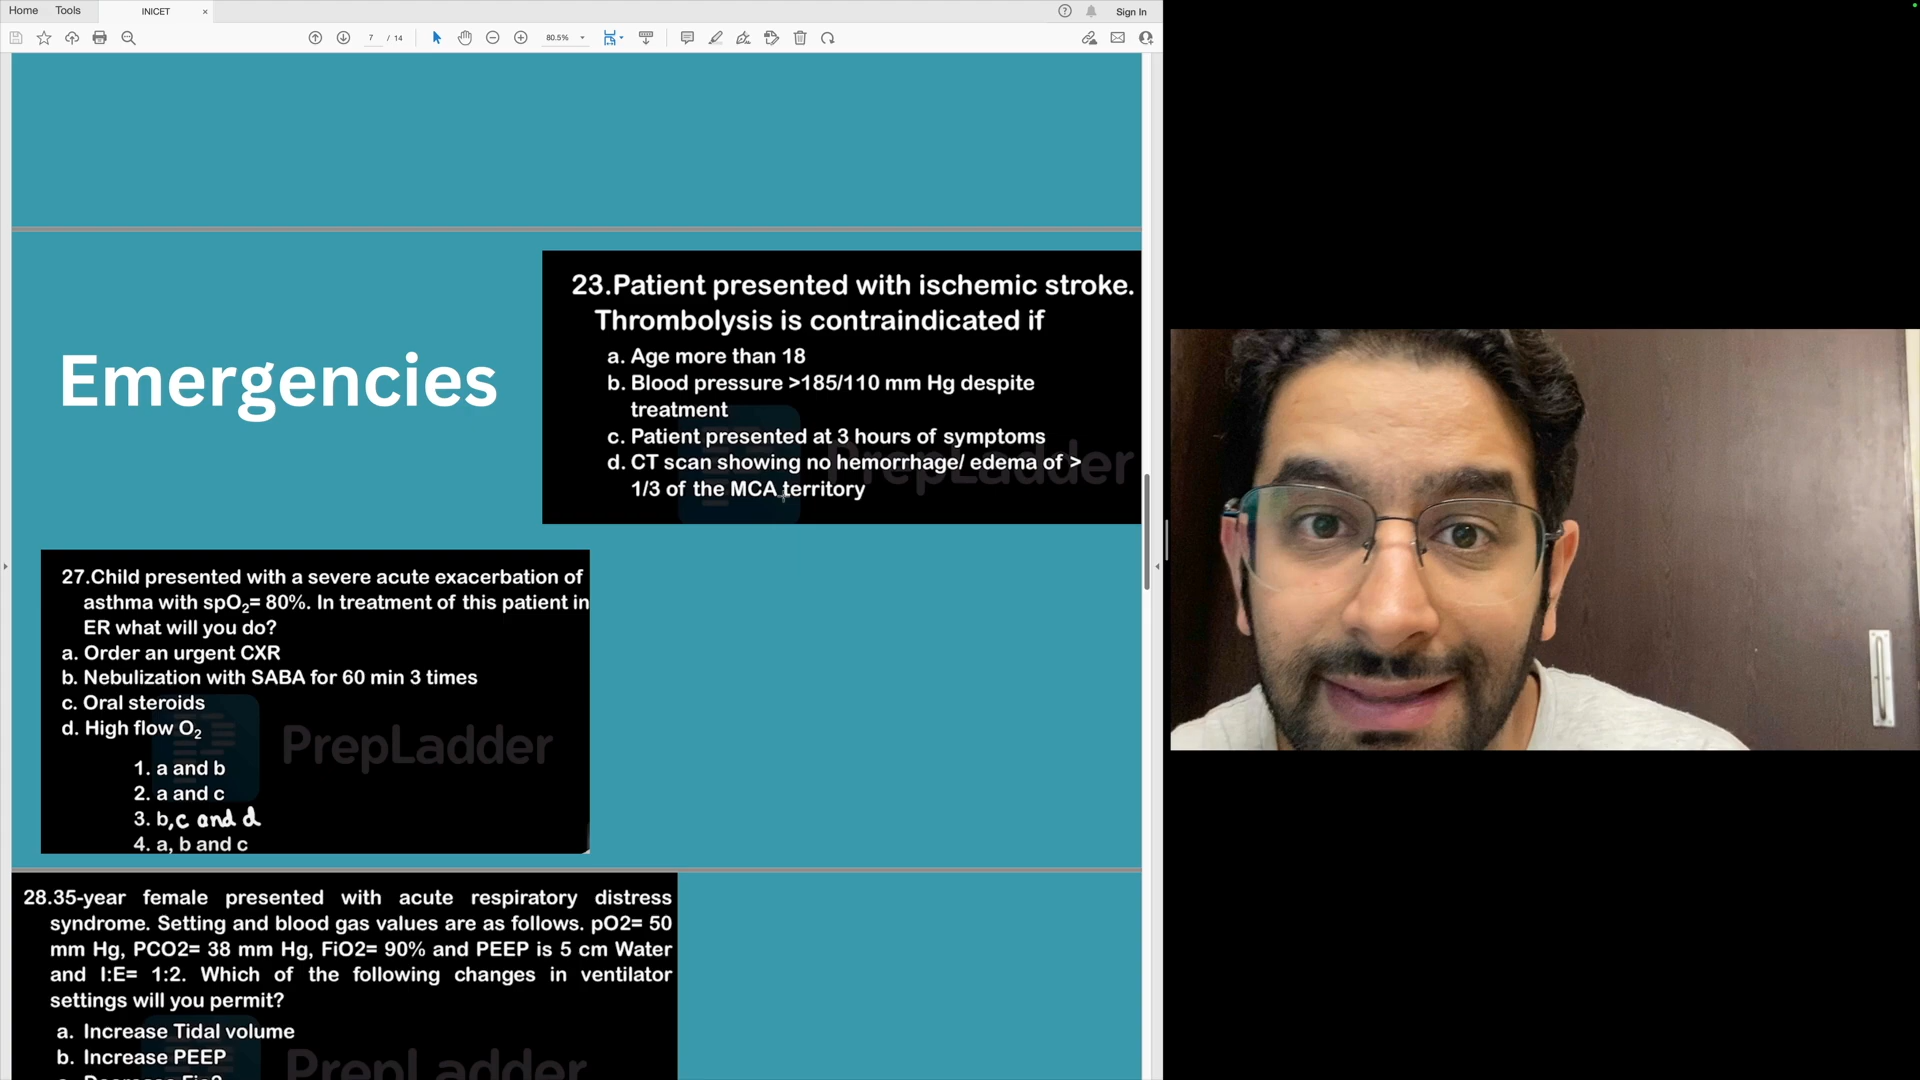 Home Tools INICET × Sign In
7 / 14 80.5%
23.Patient presented with ischemic stroke.
Thrombolysis is contraindicated if
a. Age more than 18
b. Blood pressure >185/110 mm Hg despite
treatment
c. Patient presented at 3 hours of symptoms
d. CT scan showing no hemorrhage/ edema of >
1/3 of the MCA territory
PrepLadder
Emergencies
27.Child presented with a severe acute exacerbation of
asthma with spO₂= 80%. In treatment of this patient in
ER what will you do?
a. Order an urgent CXR
b. Nebulization with SABA for 60 min 3 times
c. Oral steroids
d. High flow O₂
PrepLadder
1. a and b
2. a and c
3. b,c and d
4. a, b and c
28.35-year female presented with acute respiratory distress
syndrome. Setting and blood gas values are as follows. pO2= 50
mm Hg, PCO2= 38 mm Hg, FiO2= 90% and PEEP is 5 cm Water
and I:E= 1:2. Which of the following changes in ventilator
settings will you permit?
a. Increase Tidal volume
b. Increase PEEP
PrepLadder